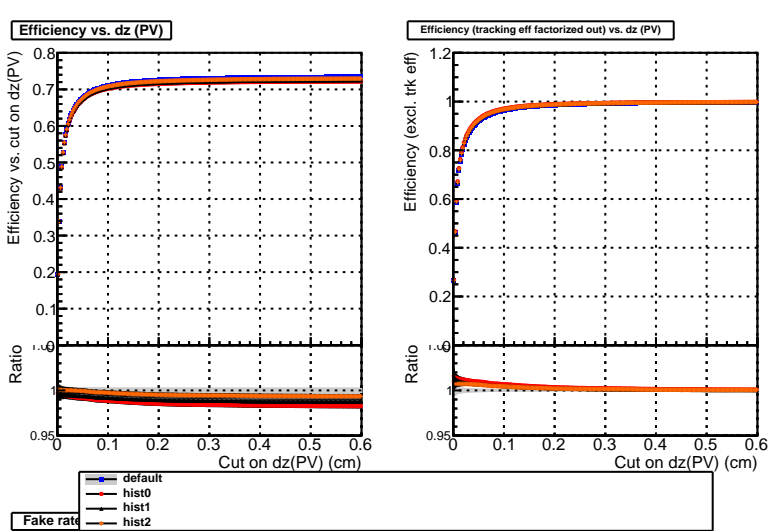 Efficiency vs. dz (PV)
Efficiency vs. cut on dz(PV)
0.8
0.7
0.6
0.5
0.4
0.3
0.2
0.1
0
Ratio
1
0.95
0 0.1 0.2 0.3 0.4 0.5 0.6
Cut on dz(PV) (cm)
Efficiency (tracking eff factorized out) vs. dz (PV)
Efficiency (excl. trk eff)
1.2
1
0.8
0.6
0.4
0.2
0
Ratio
1
0.95
0 0.1 0.2 0.3 0.4 0.5 0.6
Cut on dz(PV) (cm)
default
hist0
hist1
hist2
Fake rate